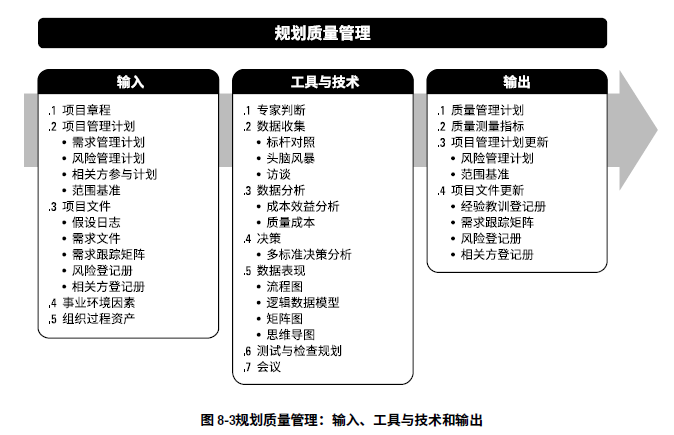 规划质量管理
输入
.1 项目章程
.2 项目管理计划
• 需求管理计划
• 风险管理计划
• 相关方参与计划
• 范围基准
.3 项目文件
• 假设日志
• 需求文件
• 需求跟踪矩阵
• 风险登记册
• 相关方登记册
.4 事业环境因素
.5 组织过程资产
工具与技术
.1 专家判断
.2 数据收集
• 标杆对照
• 头脑风暴
• 访谈
.3 数据分析
• 成本效益分析
• 质量成本
.4 决策
• 多标准决策分析
.5 数据表现
• 流程图
• 逻辑数据模型
• 矩阵图
• 思维导图
.6 测试与检查规划
.7 会议
输出
.1 质量管理计划
.2 质量测量指标
.3 项目管理计划更新
• 风险管理计划
• 范围基准
.4 项目文件更新
• 经验教训登记册
• 需求跟踪矩阵
• 风险登记册
• 相关方登记册
图 8-3规划质量管理：输入、工具与技术和输出